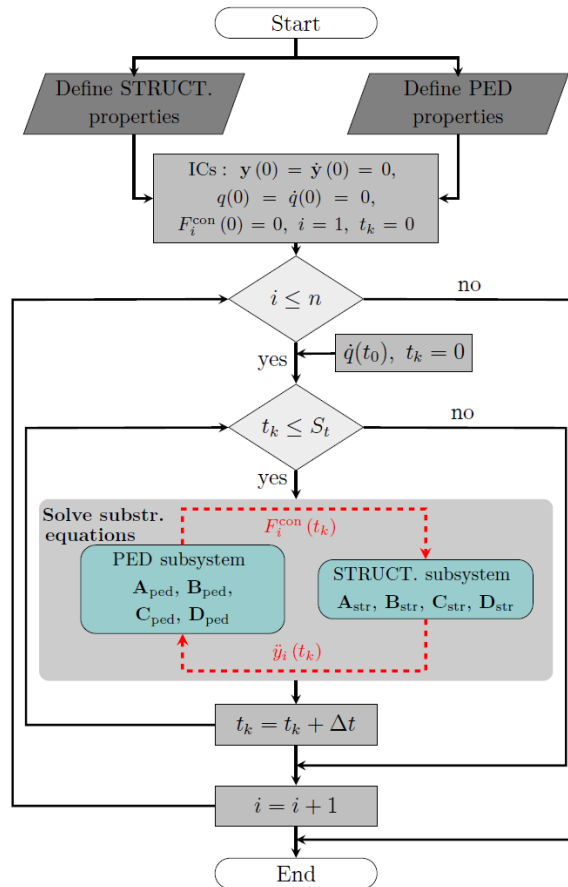 Start
Define STRUCT.
properties
Define PED
properties
ICs : y (0) = ẏ (0) = 0,
q(0) = q̇(0) = 0,
F_i^con (0) = 0, i = 1, t_k = 0
i ≤ n
no
yes
q̇(t_0), t_k = 0
t_k ≤ S_t
no
yes
Solve substr.
equations
F_i^con (t_k)
PED subsystem
A_ped, B_ped,
C_ped, D_ped
STRUCT. subsystem
A_str, B_str, C_str, D_str
ÿ_i (t_k)
t_k = t_k + Δt
i = i + 1
End